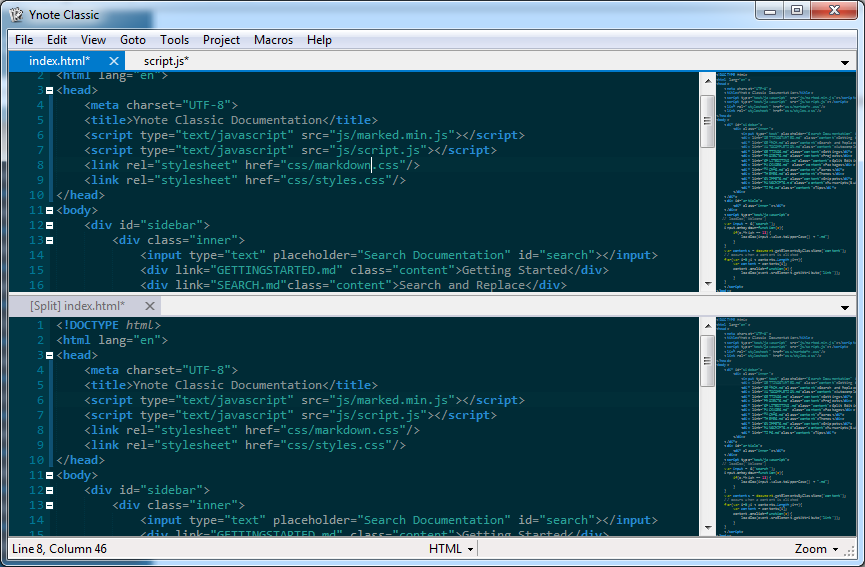 Ynote Classic
File Edit View Goto Tools Project Macros Help
index.html* script.js*
2 <html lang="en">
3 <head>
4 <meta charset="UTF-8">
5 <title>Ynote Classic Documentation</title>
6 <script type="text/javascript" src="js/marked.min.js"></script>
7 <script type="text/javascript" src="js/script.js"></script>
8 <link rel="stylesheet" href="css/markdown.css"/>
9 <link rel="stylesheet" href="css/styles.css"/>
10 </head>
11 <body>
12 <div id="sidebar">
13 <div class="inner">
14 <input type="text" placeholder="Search Documentation" id="search"></input>
15 <div link="GETTINGSTARTED.md" class="content">Getting Started</div>
16 <div link="SEARCH.md"class="content">Search and Replace</div>
[Split] index.html*
1 <!DOCTYPE html>
2 <html lang="en">
3 <head>
4 <meta charset="UTF-8">
5 <title>Ynote Classic Documentation</title>
6 <script type="text/javascript" src="js/marked.min.js"></script>
7 <script type="text/javascript" src="js/script.js"></script>
8 <link rel="stylesheet" href="css/markdown.css"/>
9 <link rel="stylesheet" href="css/styles.css"/>
10 </head>
11 <body>
12 <div id="sidebar">
13 <div class="inner">
14 <input type="text" placeholder="Search Documentation" id="search"></input>
15 <div link="GETTINGSTARTED.md" class="content">Getting Started</div>
Line 8, Column 46 HTML Zoom